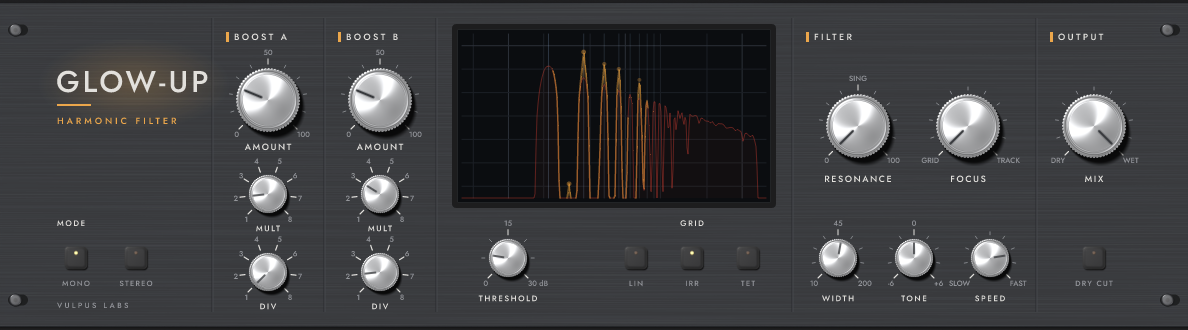 GLOW-UP
HARMONIC FILTER
MODE
MONO STEREO
VULPUS LABS
BOOST A
50
0 100
AMOUNT
1 2 3 4 5 6 7 8
MULT
1 2 3 4 5 6 7 8
DIV
BOOST B
50
0 100
AMOUNT
1 2 3 4 5 6 7 8
MULT
1 2 3 4 5 6 7 8
DIV
15
0 30 dB
THRESHOLD
GRID
LIN IRR TET
FILTER
SING
0 100
RESONANCE
GRID TRACK
FOCUS
45
10 200
WIDTH
0
-6 +6
TONE
SLOW FAST
SPEED
OUTPUT
DRY WET
MIX
DRY CUT